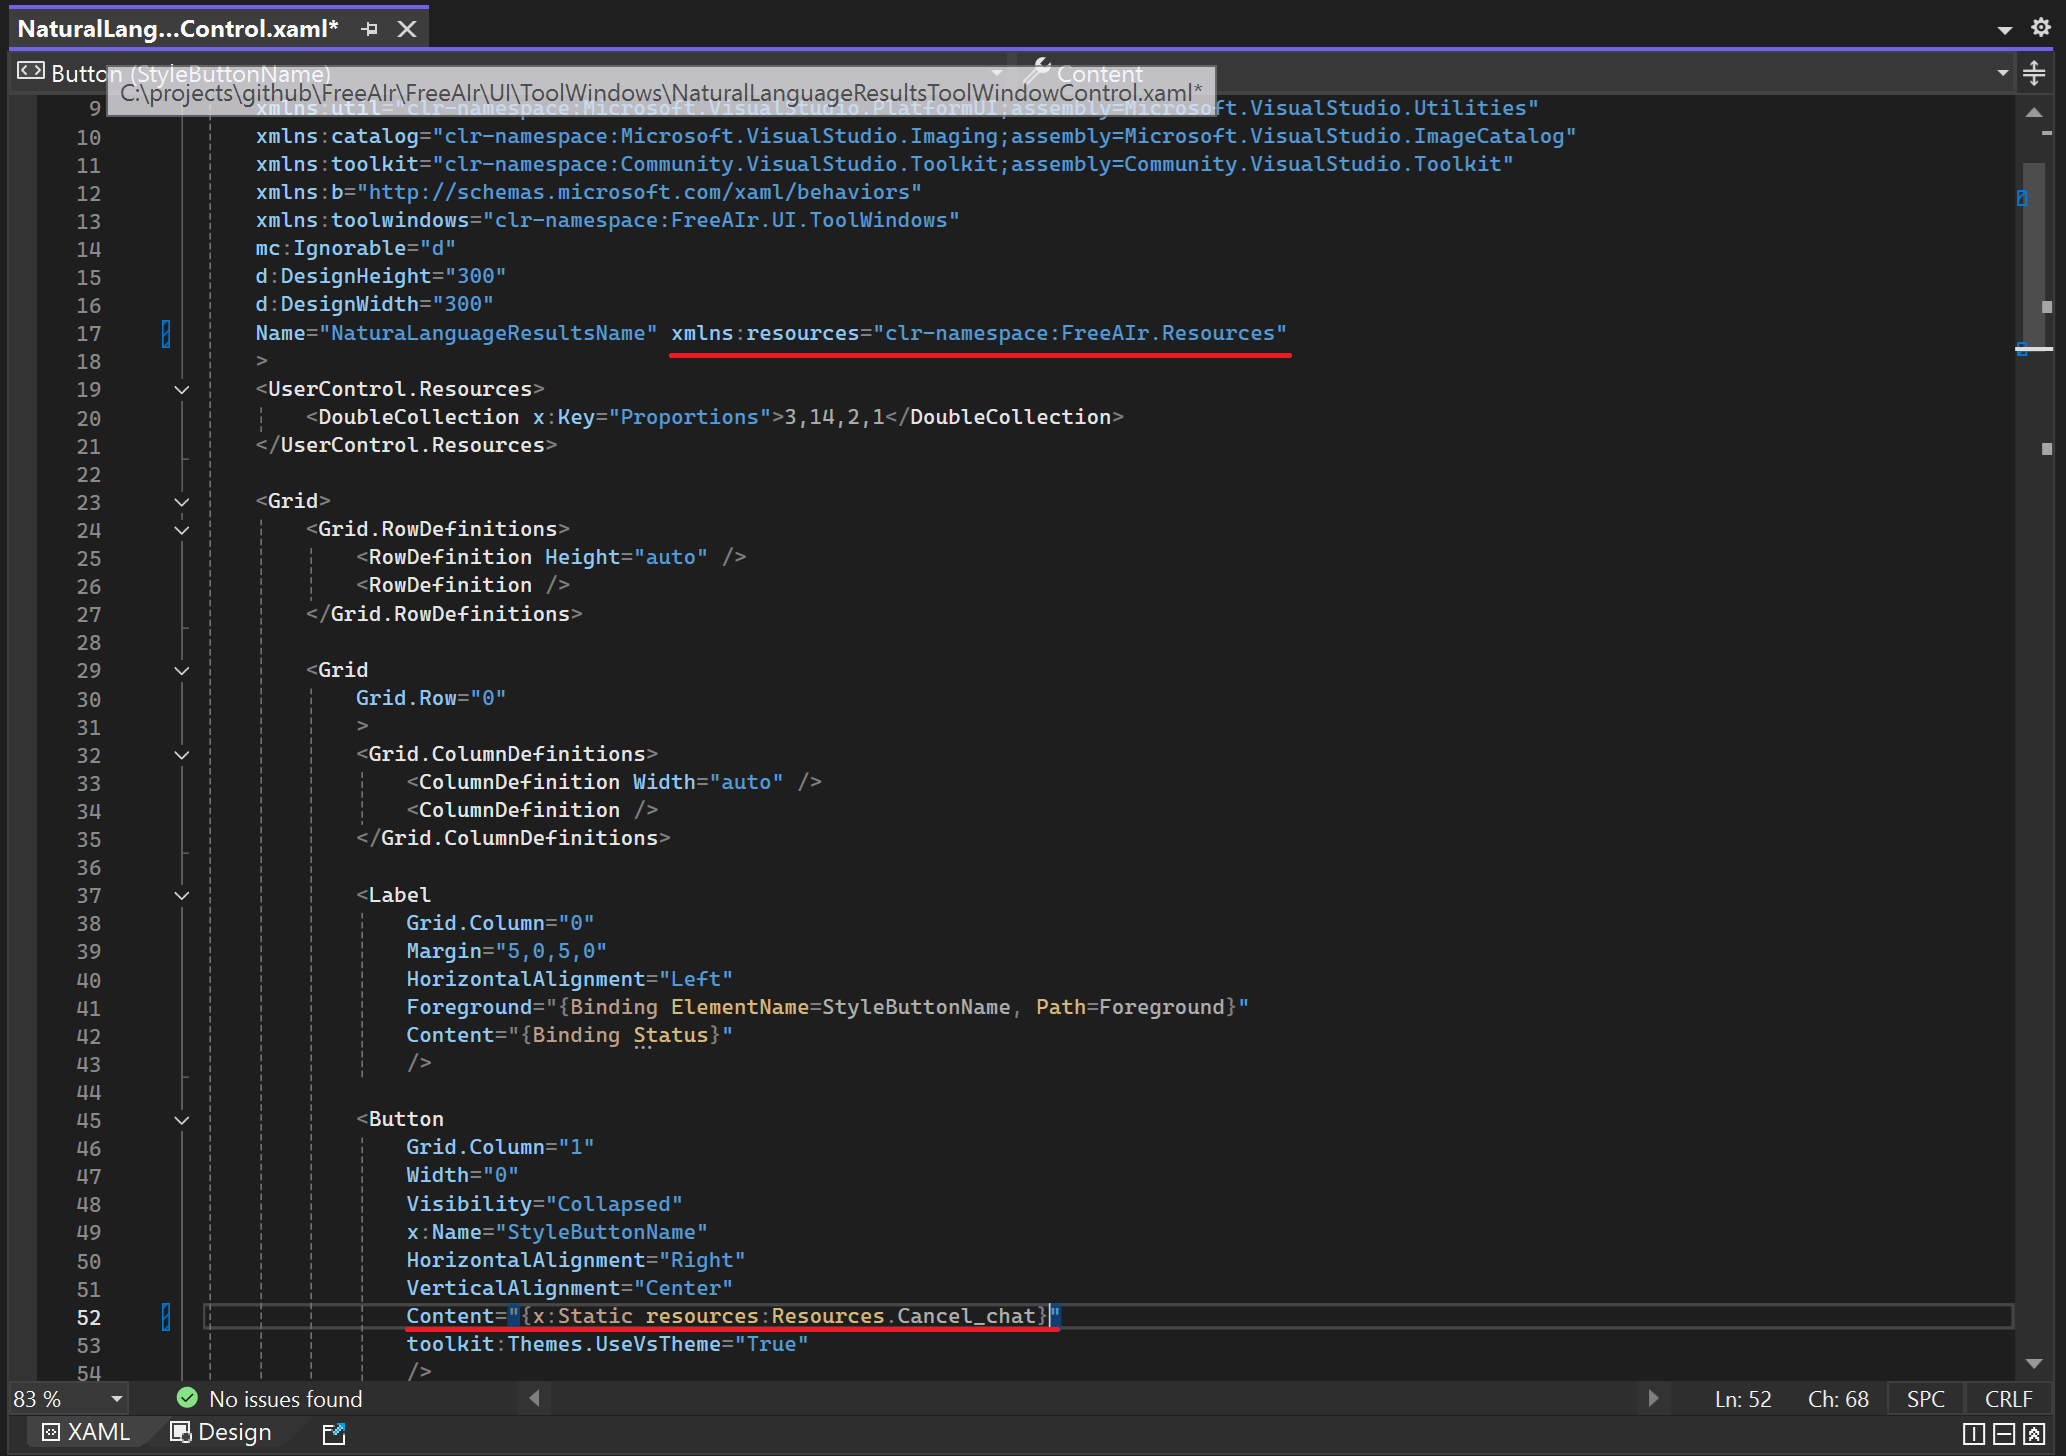 NaturalLang...Control.xaml*
Button (StyleButtonName)
Content
C:\projects\github\FreeAIr\FreeAIr\UI\ToolWindows\NaturalLanguageResultsToolWindowControl.xaml*
9 xmlns:util="clr-namespace:Microsoft.VisualStudio.PlatformUI;assembly=Microsoft.VisualStudio.Utilities"
10 xmlns:catalog="clr-namespace:Microsoft.VisualStudio.Imaging;assembly=Microsoft.VisualStudio.ImageCatalog"
11 xmlns:toolkit="clr-namespace:Community.VisualStudio.Toolkit;assembly=Community.VisualStudio.Toolkit"
12 xmlns:b="http://schemas.microsoft.com/xaml/behaviors"
13 xmlns:toolwindows="clr-namespace:FreeAIr.UI.ToolWindows"
14 mc:Ignorable="d"
15 d:DesignHeight="300"
16 d:DesignWidth="300"
17 Name="NaturaLanguageResultsName" xmlns:resources="clr-namespace:FreeAIr.Resources"
18 >
19 <UserControl.Resources>
20 <DoubleCollection x:Key="Proportions">3,14,2,1</DoubleCollection>
21 </UserControl.Resources>
22
23 <Grid>
24 <Grid.RowDefinitions>
25 <RowDefinition Height="auto" />
26 <RowDefinition />
27 </Grid.RowDefinitions>
28
29 <Grid
30 Grid.Row="0"
31 >
32 <Grid.ColumnDefinitions>
33 <ColumnDefinition Width="auto" />
34 <ColumnDefinition />
35 </Grid.ColumnDefinitions>
36
37 <Label
38 Grid.Column="0"
39 Margin="5,0,5,0"
40 HorizontalAlignment="Left"
41 Foreground="{Binding ElementName=StyleButtonName, Path=Foreground}"
42 Content="{Binding Status}"
43 />
44
45 <Button
46 Grid.Column="1"
47 Width="0"
48 Visibility="Collapsed"
49 x:Name="StyleButtonName"
50 HorizontalAlignment="Right"
51 VerticalAlignment="Center"
52 Content="{x:Static resources:Resources.Cancel_chat}"
53 toolkit:Themes.UseVsTheme="True"
54 />
83 %
No issues found
Ln: 52
Ch: 68
SPC
CRLF
XAML
Design